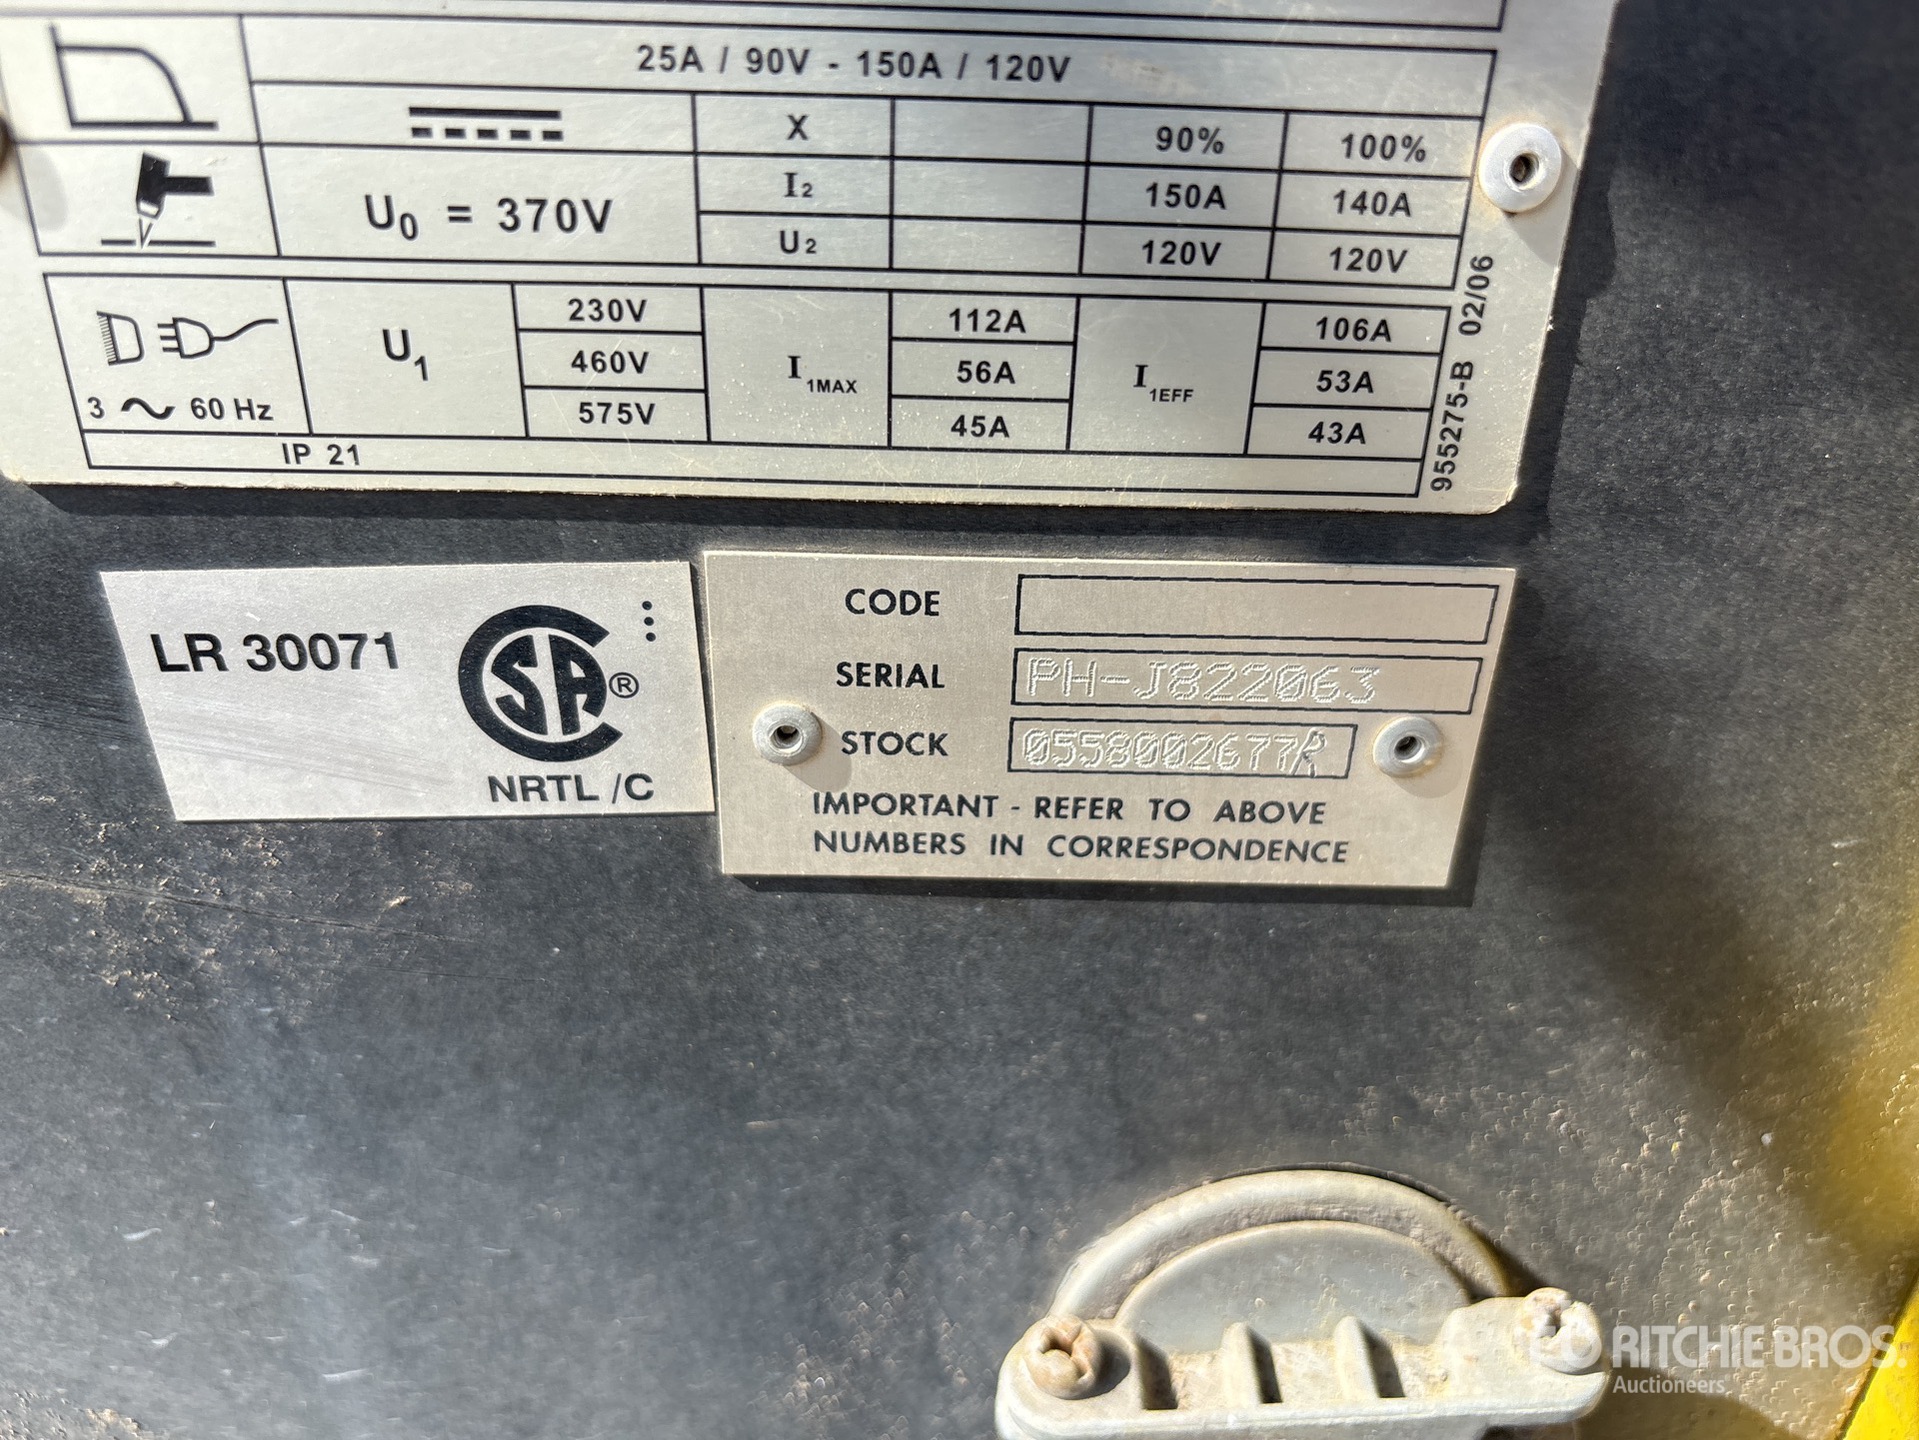 25A / 90V - 150A / 120V
X 90% 100%
U0 = 370V I2 150A 140A
U2 120V 120V
U1 230V I1MAX 112A I1EFF 106A
460V 56A 53A
3 ~ 60 Hz 575V 45A 43A
IP 21
955275-B 02/06
LR 30071
CSA®
NRTL /C
CODE
SERIAL PH-J822063
STOCK 0558002677R
IMPORTANT - REFER TO ABOVE
NUMBERS IN CORRESPONDENCE
RITCHIE BROS.
Auctioneers